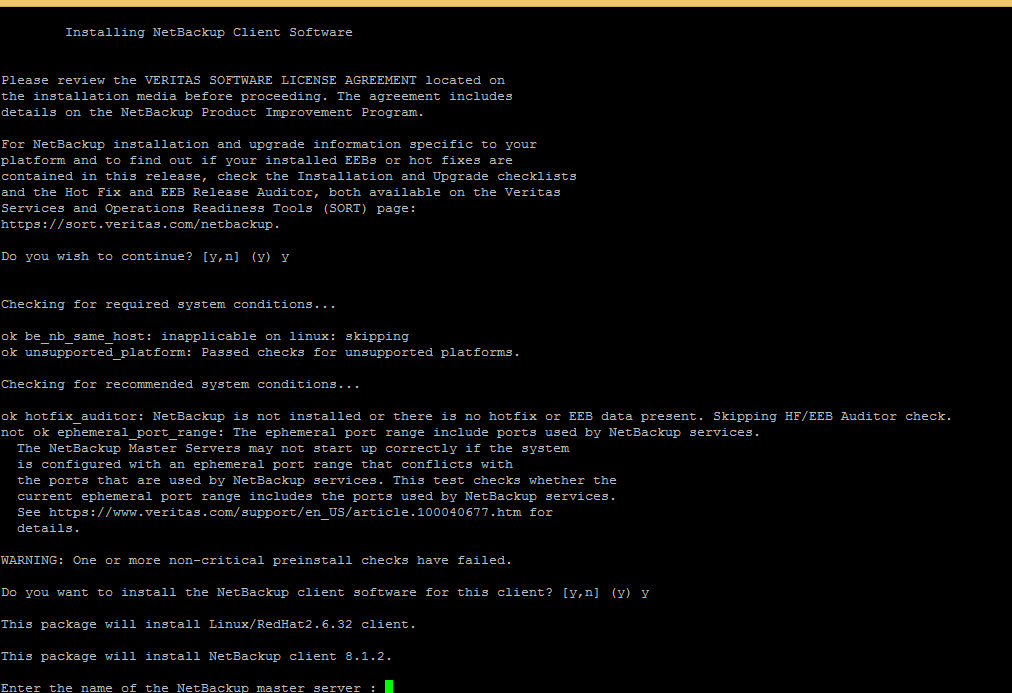 Installing NetBackup Client Software
Please review the VERITAS SOFTWARE LICENSE AGREEMENT located on
the installation media before proceeding. The agreement includes
details on the NetBackup Product Improvement Program.
For NetBackup installation and upgrade information specific to your
platform and to find out if your installed EEBs or hot fixes are
contained in this release, check the Installation and Upgrade checklists
and the Hot Fix and EEB Release Auditor, both available on the Veritas
Services and Operations Readiness Tools (SORT) page:
https://sort.veritas.com/netbackup.
Do you wish to continue? [y,n] (y) y
Checking for required system conditions...
ok be_nb_same_host: inapplicable on linux: skipping
ok unsupported_platform: Passed checks for unsupported platforms.
Checking for recommended system conditions...
ok hotfix_auditor: NetBackup is not installed or there is no hotfix or EEB data present. Skipping HF/EEB Auditor check.
not ok ephemeral_port_range: The ephemeral port range include ports used by NetBackup services.
The NetBackup Master Servers may not start up correctly if the system
is configured with an ephemeral port range that conflicts with
the ports that are used by NetBackup services. This test checks whether the
current ephemeral port range includes the ports used by NetBackup services.
See https://www.veritas.com/support/en_US/article.100040677.htm for
details.
WARNING: One or more non-critical preinstall checks have failed.
Do you want to install the NetBackup client software for this client? [y,n] (y) y
This package will install Linux/RedHat2.6.32 client.
This package will install NetBackup client 8.1.2.
Enter the name of the NetBackup master server :